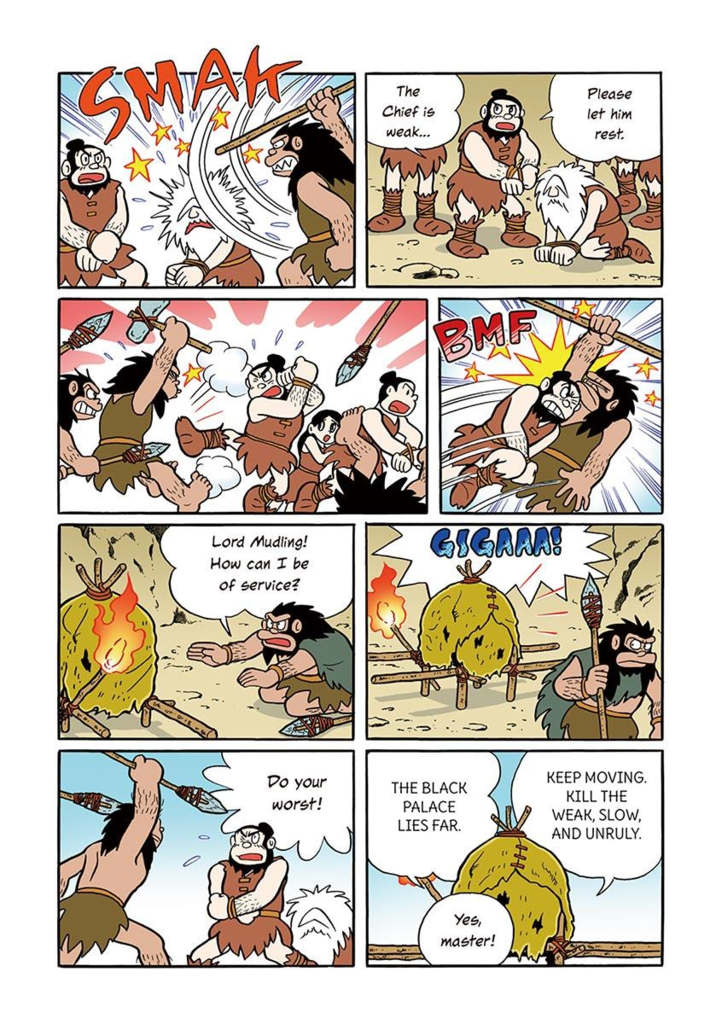 SMAK
The
Chief is
weak...
Please
let him
rest.
BMF
Lord Mudling!
How can I be
of service?
GIGAAA!
Do your
worst!
THE BLACK
PALACE
LIES FAR.
KEEP MOVING.
KILL THE
WEAK, SLOW,
AND UNRULY.
Yes,
master!